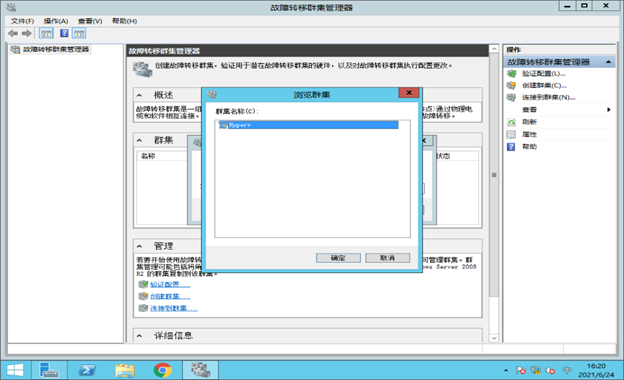 故障转移群集管理器
文件(F) 操作(A) 查看(V) 帮助(H)
故障转移群集管理器
故障转移群集管理器
创建故障转移群集，验证用于潜在故障转移群集的硬件，以及对故障转移群集执行配置更改。
概述
故障转移群集是一组
点)通过物理电
缆和软件相互连接。
故障转移。
群集
名称
状态
浏览群集
群集名称(C):
Hyperv
确定 取消
管理
若要开始使用故障转
可管理群集。群
集管理可能包括将角
ows Server 2008
R2 的群集复制到该群集。
验证配置...
创建群集...
连接到群集...
详细信息
操作
故障转移群集管理器
验证配置(L)...
创建群集(C)...
连接到群集(N)...
查看
刷新
属性
帮助
中
16:20
2021/6/24